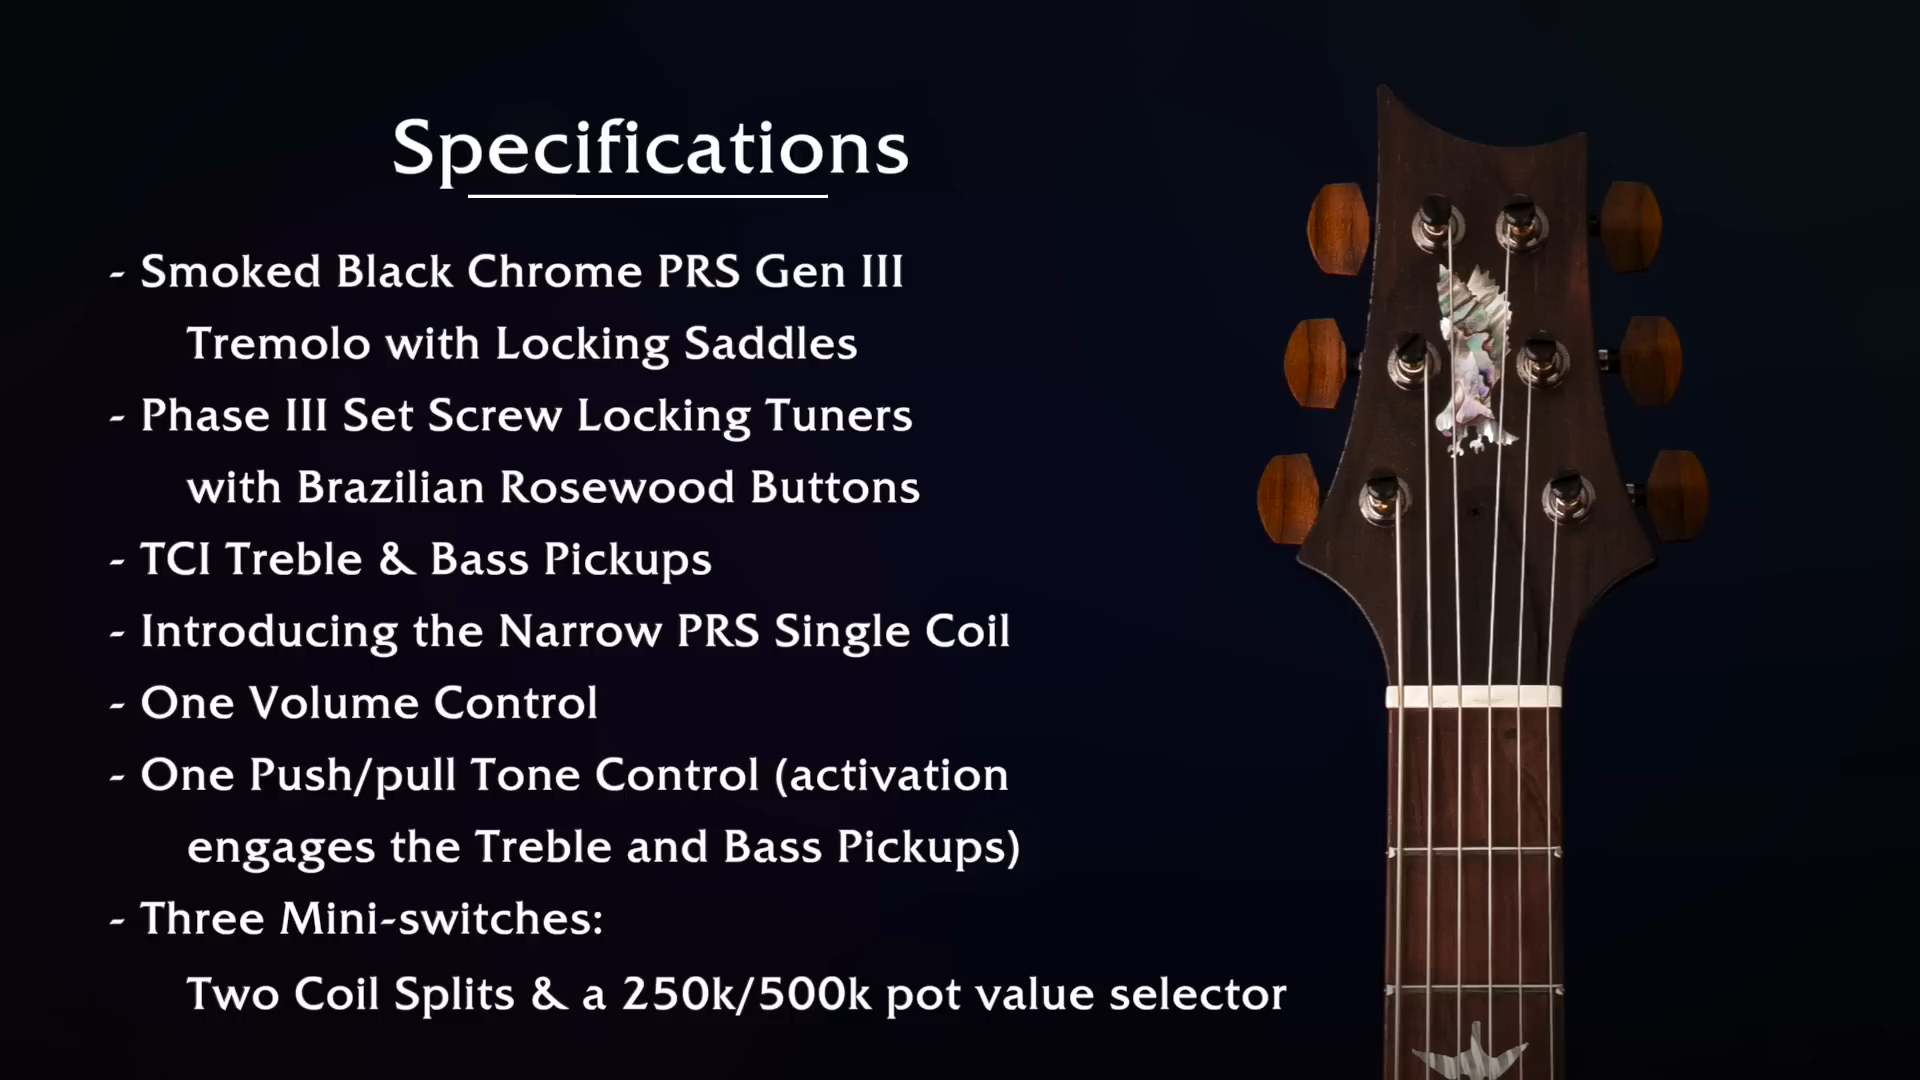 Specifications
- Smoked Black Chrome PRS Gen III
Tremolo with Locking Saddles
- Phase III Set Screw Locking Tuners
with Brazilian Rosewood Buttons
- TCI Treble & Bass Pickups
- Introducing the Narrow PRS Single Coil
- One Volume Control
- One Push/pull Tone Control (activation
engages the Treble and Bass Pickups)
- Three Mini-switches:
Two Coil Splits & a 250k/500k pot value selector